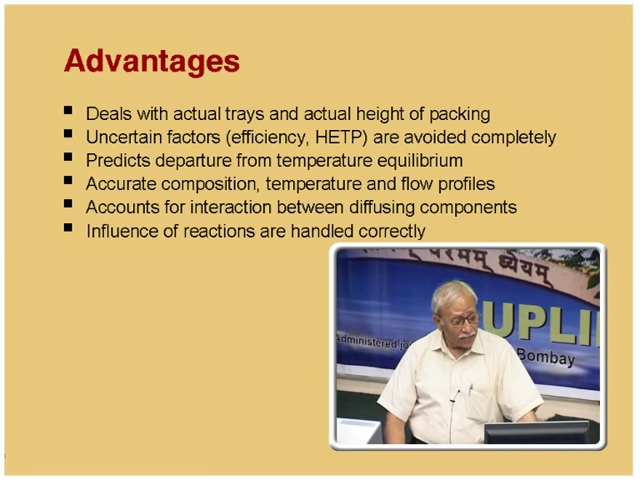 Advantages
Deals with actual trays and actual height of packing
Uncertain factors (efficiency, HETP) are avoided completely
Predicts departure from temperature equilibrium
Accurate composition, temperature and flow profiles
Accounts for interaction between diffusing components
Influence of reactions are handled correctly
परमम् ध्येयम्
UPLI
Administered
Bombay